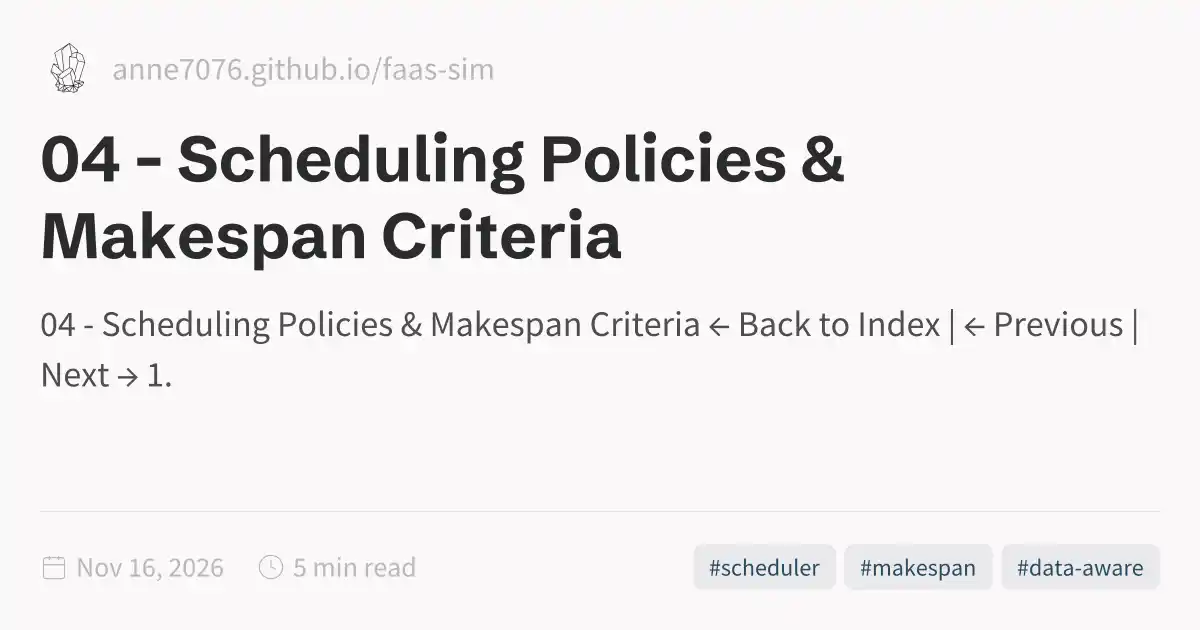 anne7076.github.io/faas-sim
04 - Scheduling Policies &
Makespan Criteria
04 - Scheduling Policies & Makespan Criteria ← Back to Index | ← Previous |
Next → 1.
Nov 16, 2026
5 min read
#scheduler
#makespan
#data-aware